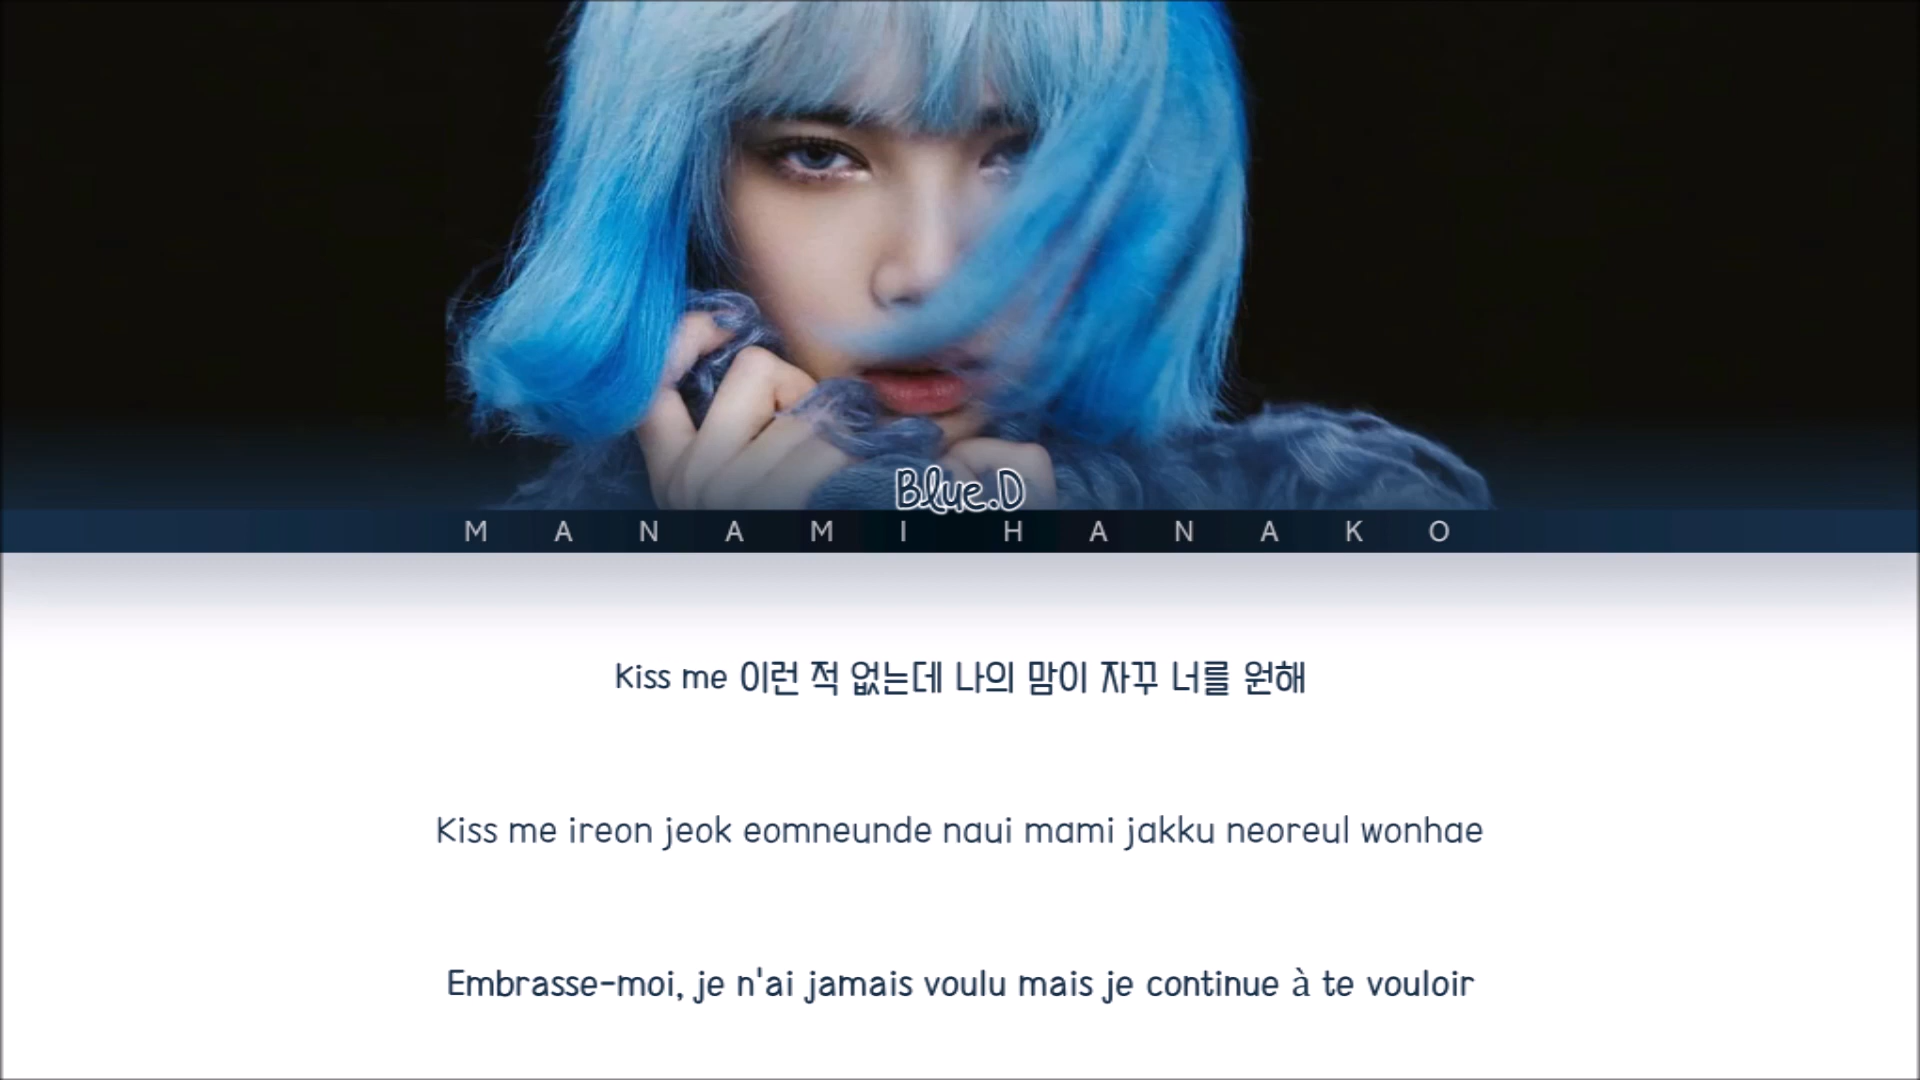 Blue.D
MANAMI HANAKO
Kiss me 이런 적 없는데 나의 맘이 자꾸 너를 원해
Kiss me ireon jeok eomneunde naui mami jakku neoreul wonhae
Embrasse-moi, je n'ai jamais voulu mais je continue à te vouloir